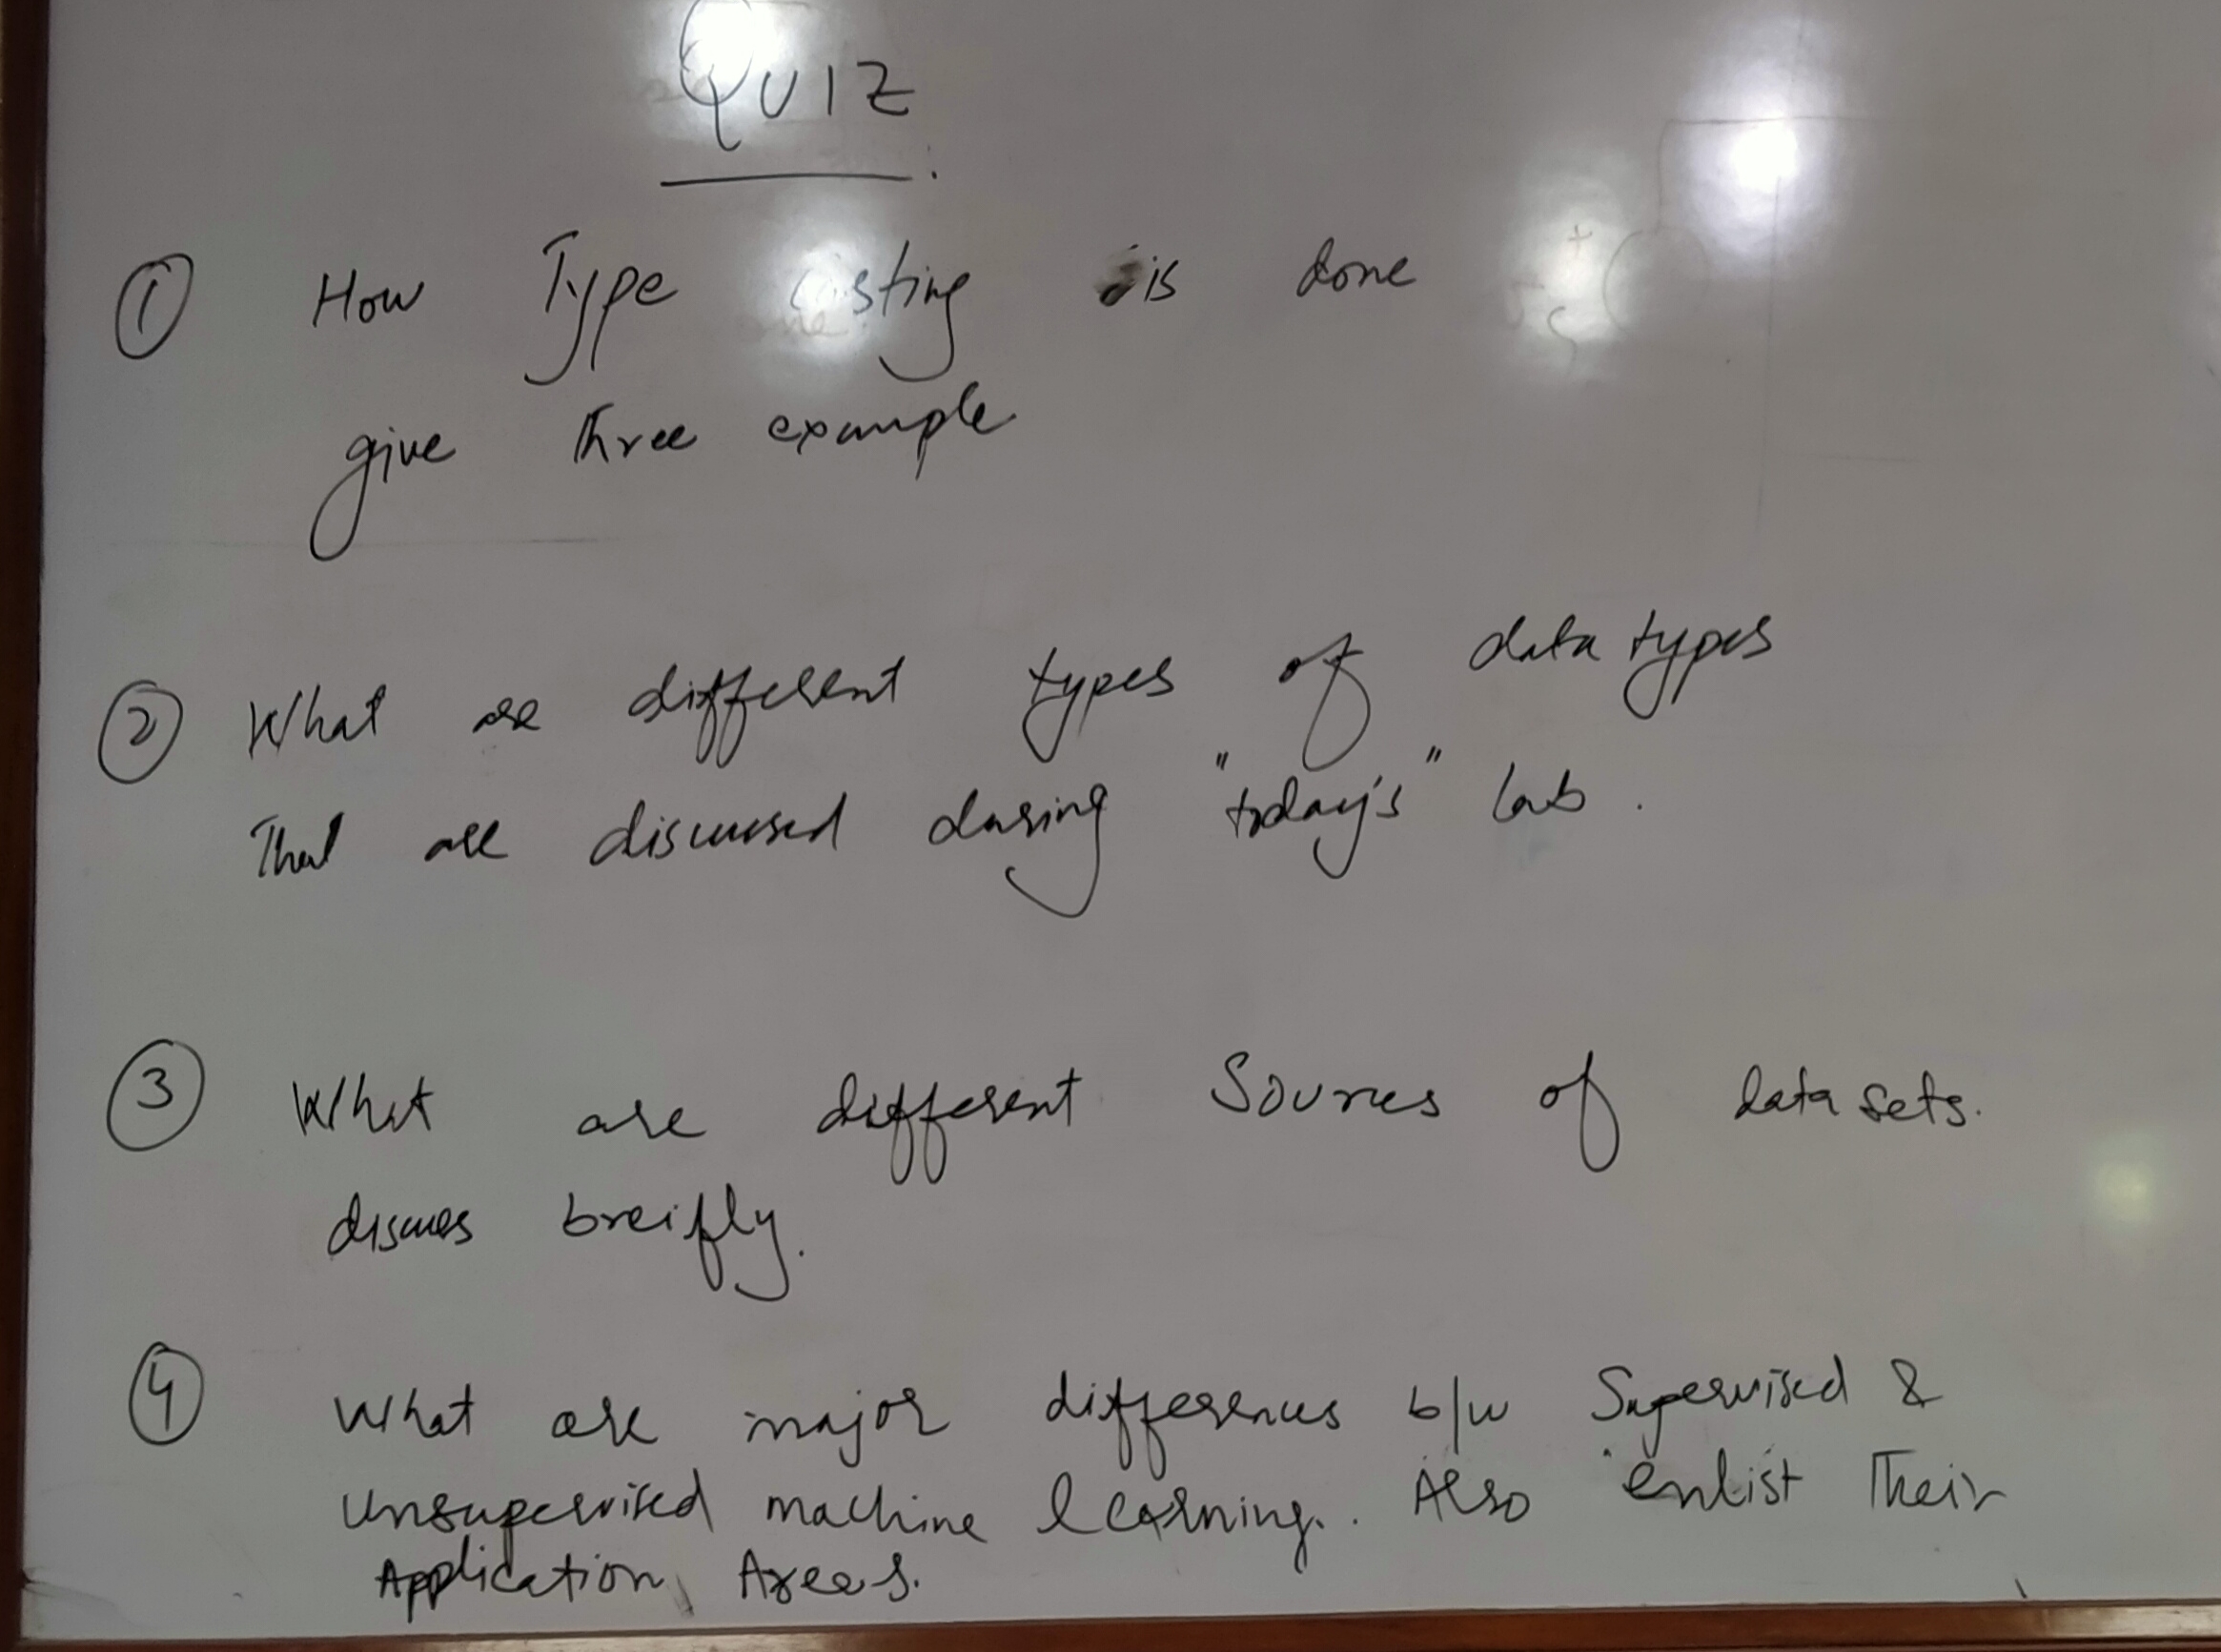 QUIZ
① How Type casting is done
give three example
② What are different types of data types
That are discussed during "today's" lab.
③ What are different Sources of data sets.
discuss breifly.
④ What are major differences b/w Supervised &
Unsupervised machine learning. Also enlist Their
Application Areas.